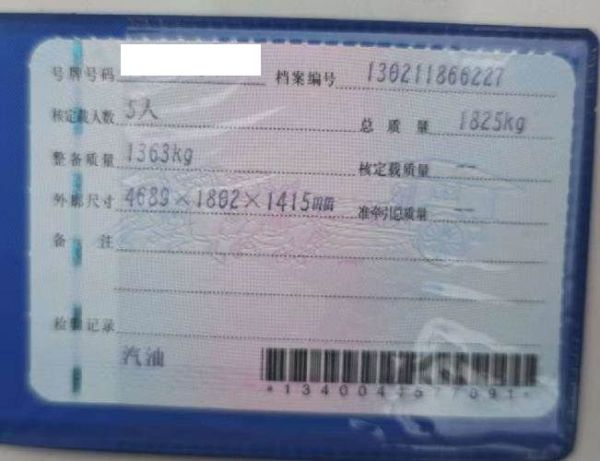 号牌号码 档案编号 130211866227
核定载人数 5人 总质量 1825kg
整备质量 1363kg 核定载质量 --
外廓尺寸 4689×1802×1415mm 准牵引总质量 --
备注
检验记录
汽油